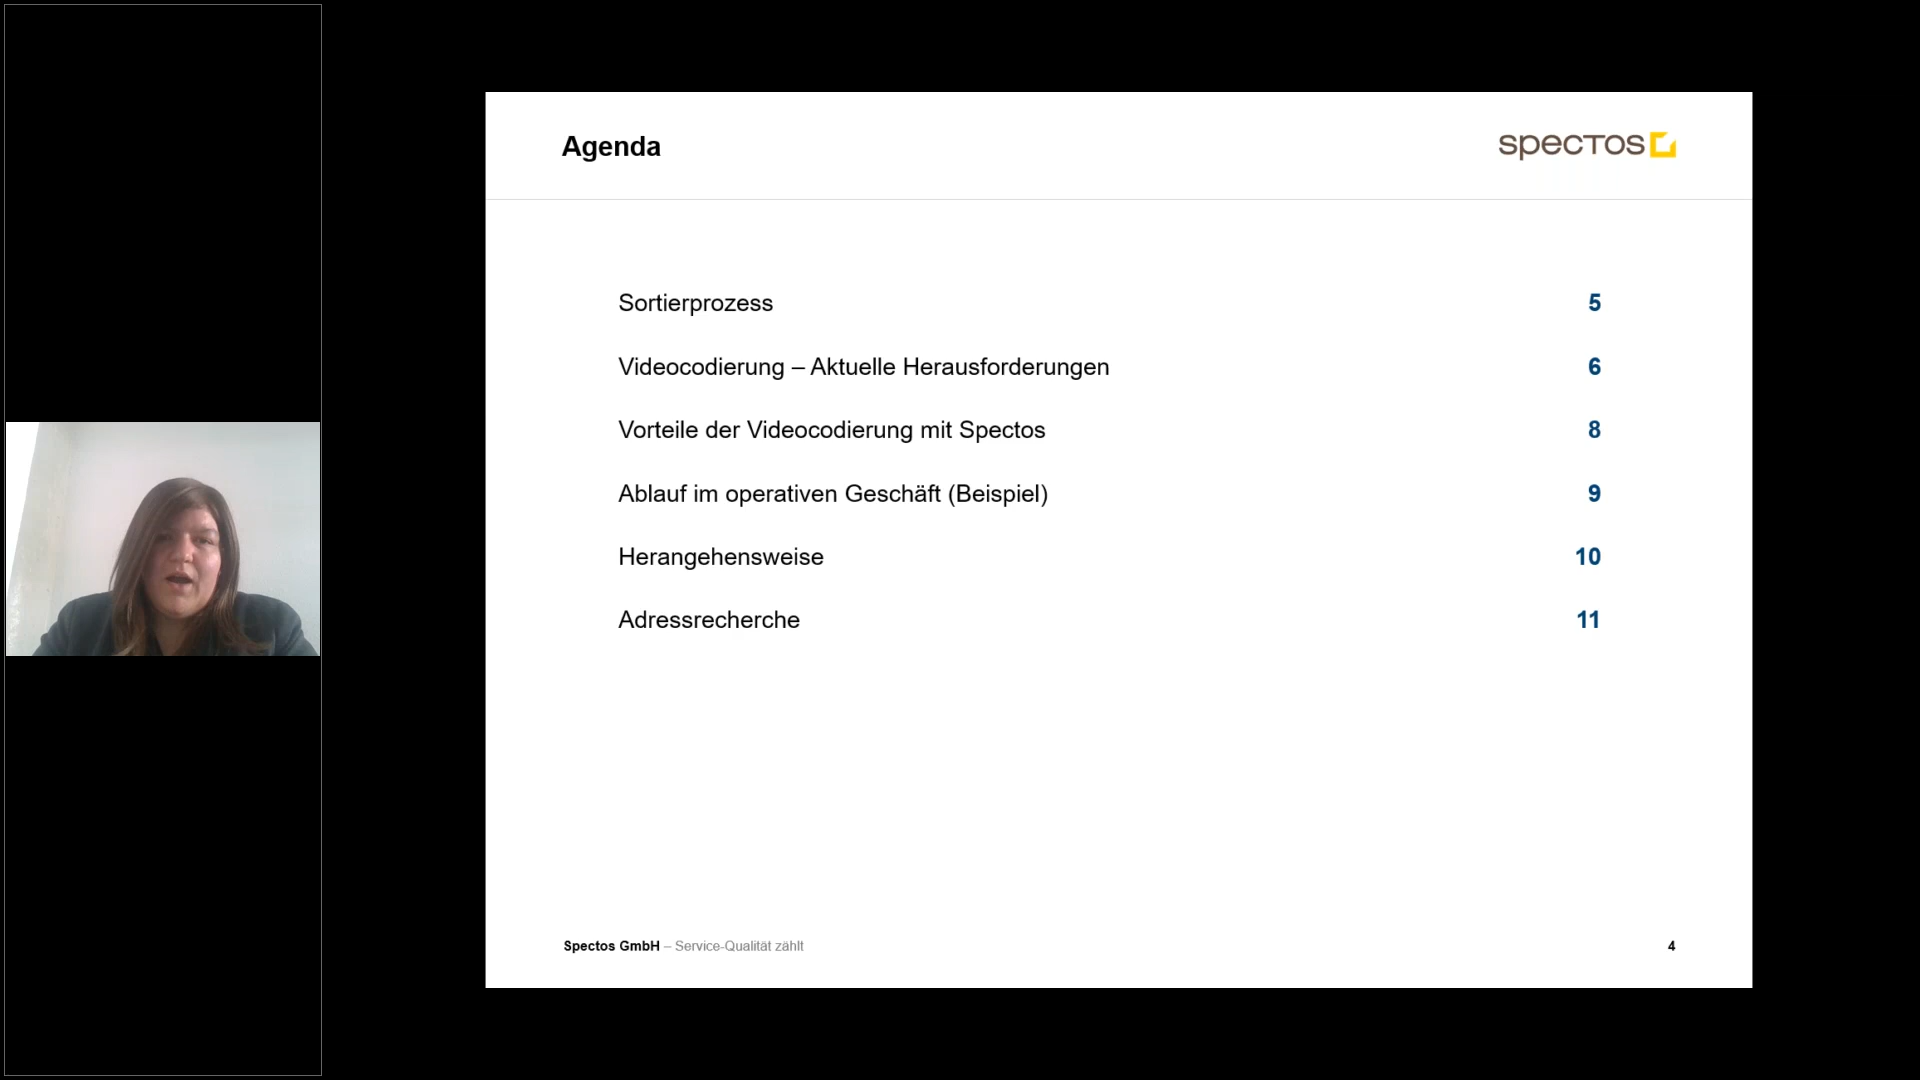 Agenda
spectos
Sortierprozess 5
Videocodierung – Aktuelle Herausforderungen 6
Vorteile der Videocodierung mit Spectos 8
Ablauf im operativen Geschäft (Beispiel) 9
Herangehensweise 10
Adressrecherche 11
Spectos GmbH – Service-Qualität zählt 4